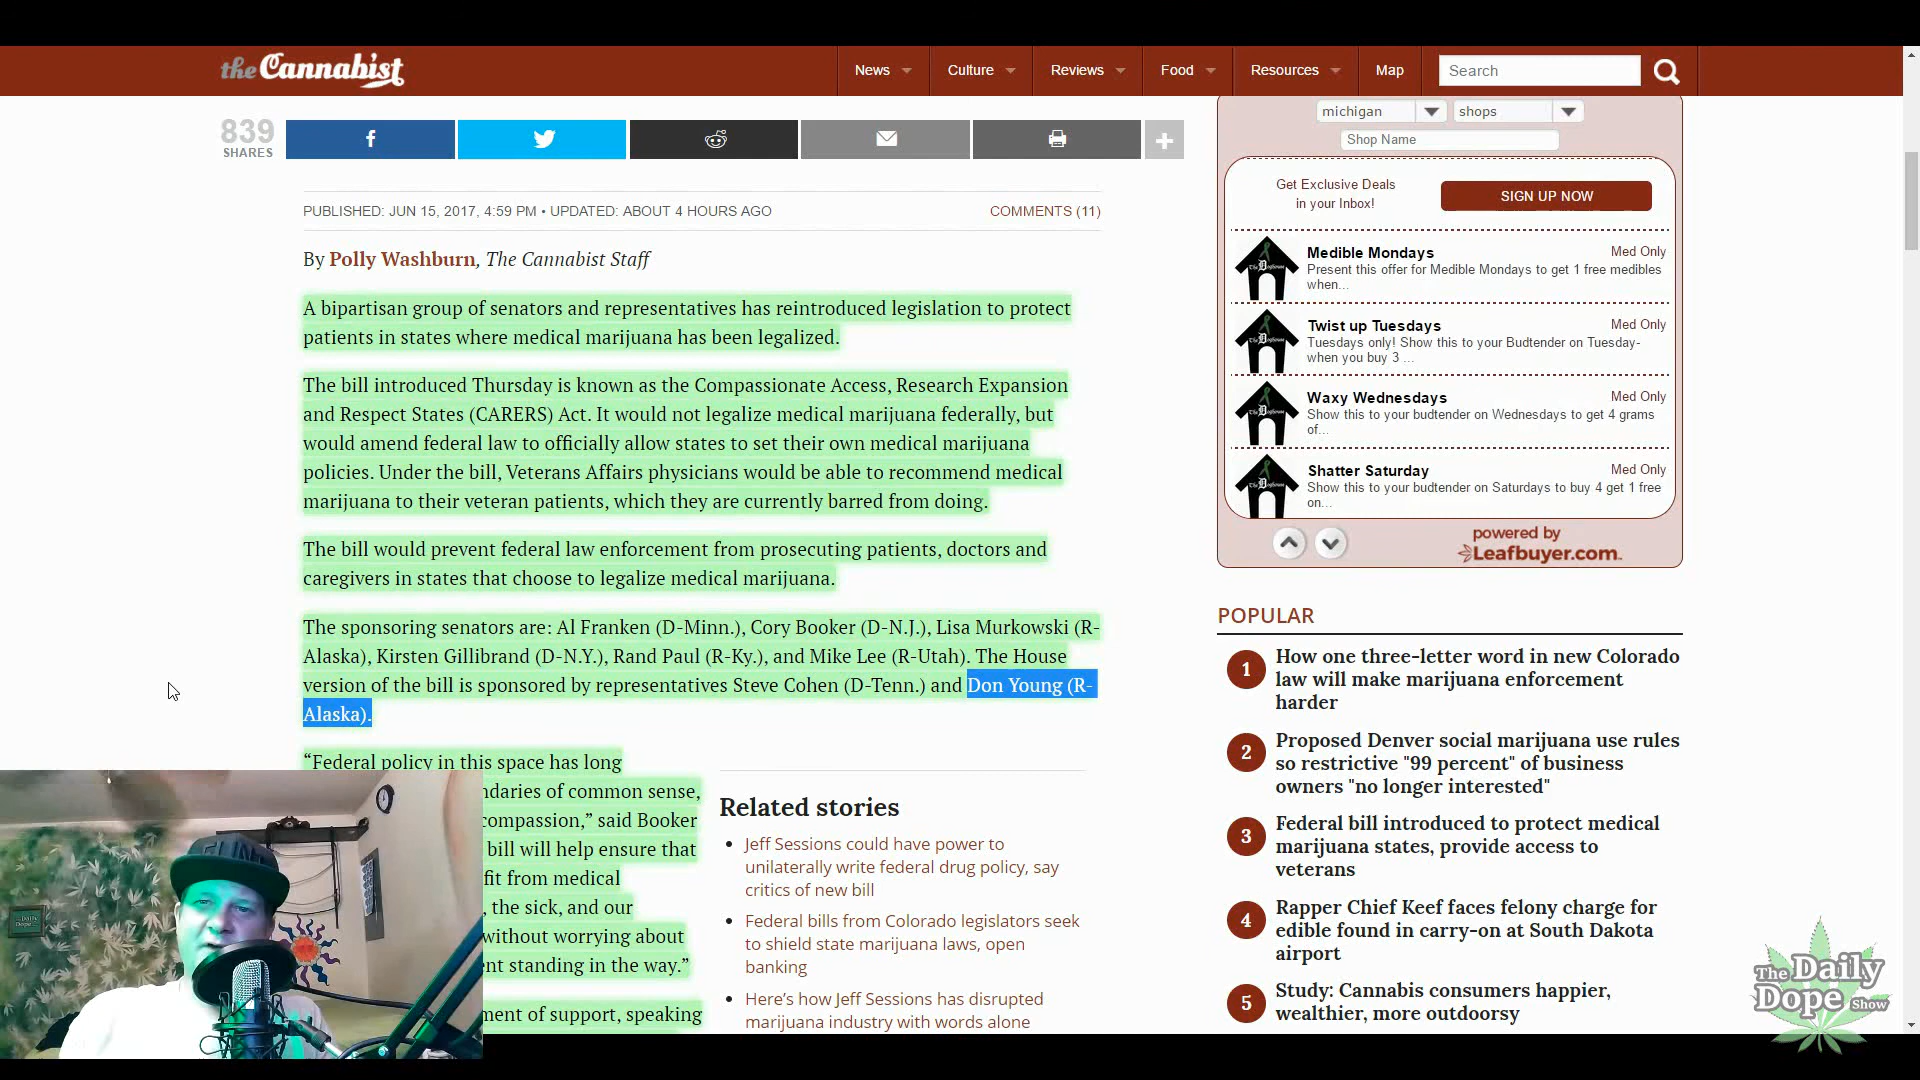 the Cannabist
News
Culture
Reviews
Food
Resources
Map
Search
839
SHARES
PUBLISHED: JUN 15, 2017, 4:59 PM • UPDATED: ABOUT 4 HOURS AGO
COMMENTS (11)
By Polly Washburn, The Cannabist Staff
A bipartisan group of senators and representatives has reintroduced legislation to protect
patients in states where medical marijuana has been legalized.
The bill introduced Thursday is known as the Compassionate Access, Research Expansion
and Respect States (CARERS) Act. It would not legalize medical marijuana federally, but
would amend federal law to officially allow states to set their own medical marijuana
policies. Under the bill, Veterans Affairs physicians would be able to recommend medical
marijuana to their veteran patients, which they are currently barred from doing.
The bill would prevent federal law enforcement from prosecuting patients, doctors and
caregivers in states that choose to legalize medical marijuana.
The sponsoring senators are: Al Franken (D-Minn.), Cory Booker (D-N.J.), Lisa Murkowski (R-
Alaska), Kirsten Gillibrand (D-N.Y.), Rand Paul (R-Ky.), and Mike Lee (R-Utah). The House
version of the bill is sponsored by representatives Steve Cohen (D-Tenn.) and Don Young (R-
Alaska).
“Federal policy in this space has long
ndaries of common sense,
compassion,” said Booker
bill will help ensure that
fit from medical
, the sick, and our
without worrying about
nt standing in the way.”
ment of support, speaking
Related stories
Jeff Sessions could have power to
unilaterally write federal drug policy, say
critics of new bill
Federal bills from Colorado legislators seek
to shield state marijuana laws, open
banking
Here’s how Jeff Sessions has disrupted
marijuana industry with words alone
michigan
shops
Shop Name
Get Exclusive Deals
in your Inbox!
SIGN UP NOW
Medible Mondays
Med Only
Present this offer for Medible Mondays to get 1 free medibles
when...
Twist up Tuesdays
Med Only
Tuesdays only! Show this to your Budtender on Tuesday-
when you buy 3 ...
Waxy Wednesdays
Med Only
Show this to your budtender on Wednesdays to get 4 grams
of...
Shatter Saturday
Med Only
Show this to your budtender on Saturdays to buy 4 get 1 free
on...
powered by
Leafbuyer.com
POPULAR
1 How one three-letter word in new Colorado
law will make marijuana enforcement
harder
2 Proposed Denver social marijuana use rules
so restrictive "99 percent" of business
owners "no longer interested"
3 Federal bill introduced to protect medical
marijuana states, provide access to
veterans
4 Rapper Chief Keef faces felony charge for
edible found in carry-on at South Dakota
airport
5 Study: Cannabis consumers happier,
wealthier, more outdoorsy
The Daily
Dope Show